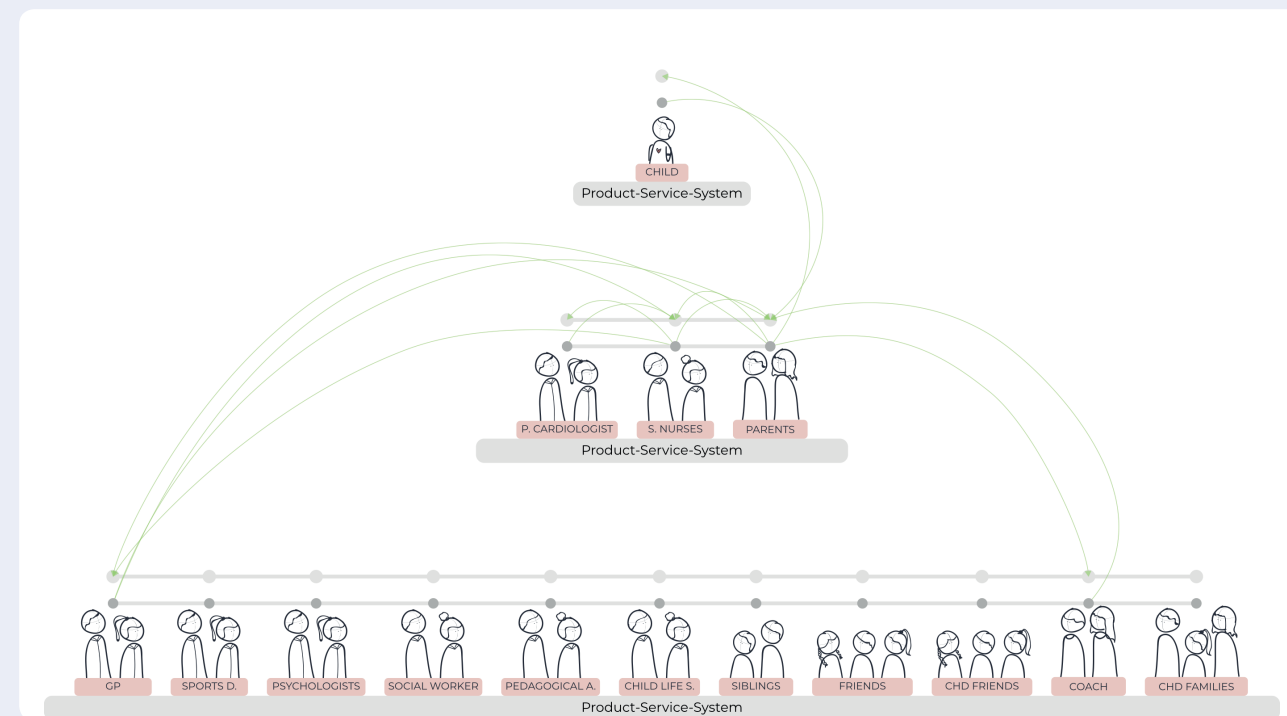 CHILD
Product-Service-System
P. CARDIOLOGIST
S. NURSES
PARENTS
Product-Service-System
GP
SPORTS D.
PSYCHOLOGISTS
SOCIAL WORKER
PEDAGOGICAL A.
CHILD LIFE S.
SIBLINGS
FRIENDS
CHD FRIENDS
COACH
CHD FAMILIES
Product-Service-System